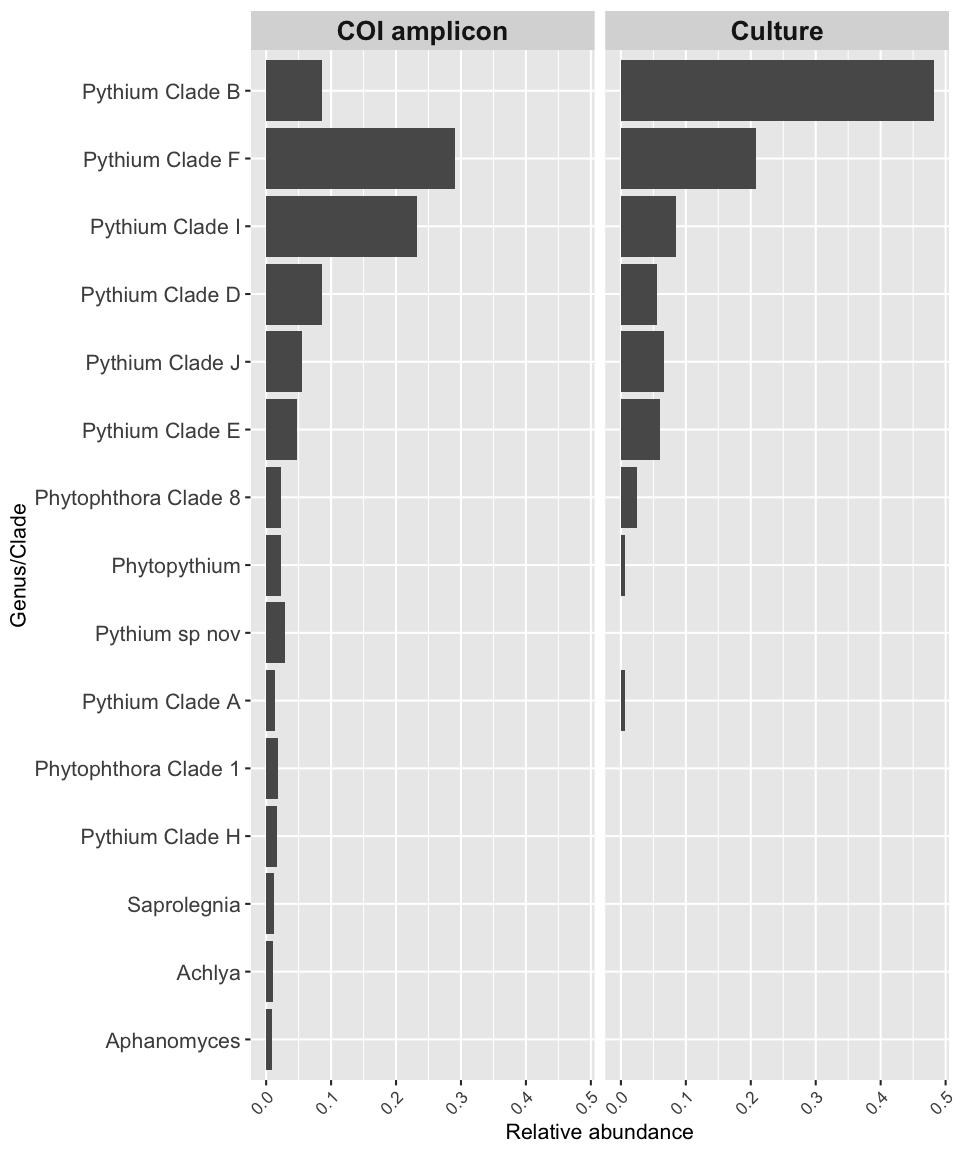 COI amplicon
Culture
Genus/Clade
Pythium Clade B
Pythium Clade F
Pythium Clade I
Pythium Clade D
Pythium Clade J
Pythium Clade E
Phytophthora Clade 8
Phytopythium
Pythium sp nov
Pythium Clade A
Phytophthora Clade 1
Pythium Clade H
Saprolegnia
Achlya
Aphanomyces
0.0 0.1 0.2 0.3 0.4 0.5
0.0 0.1 0.2 0.3 0.4 0.5
Relative abundance